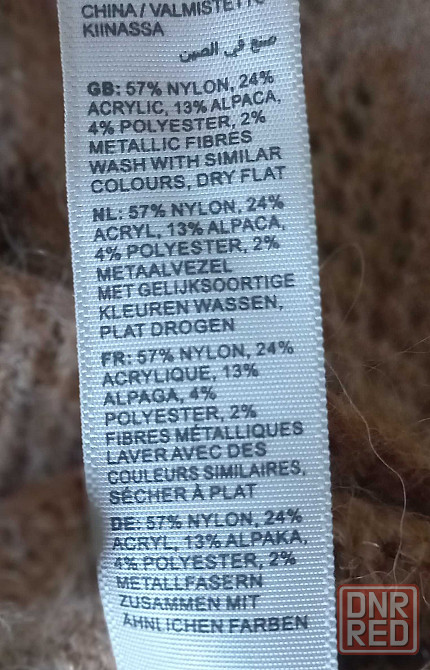 CHINA / VALMISTETTU
KIINASSA
صنع في الصين
GB: 57% NYLON, 24%
ACRYLIC, 13% ALPACA,
4% POLYESTER, 2%
METALLIC FIBRES
WASH WITH SIMILAR
COLOURS, DRY FLAT
NL: 57% NYLON, 24%
ACRYL, 13% ALPACA,
4% POLYESTER, 2%
METAALVEZEL
MET GELIJKSOORTIGE
KLEUREN WASSEN,
PLAT DROGEN
FR: 57% NYLON, 24%
ACRYLIQUE, 13%
ALPAGA, 4%
POLYESTER, 2%
FIBRES MÉTALLIQUES
LAVER AVEC DES
COULEURS SIMILAIRES,
SÉCHER À PLAT
DE: 57% NYLON, 24%
ACRYL, 13% ALPAKA,
4% POLYESTER, 2%
METALLFASERN
ZUSAMMEN MIT
ÄHNLICHEN FARBEN
DNR
RED